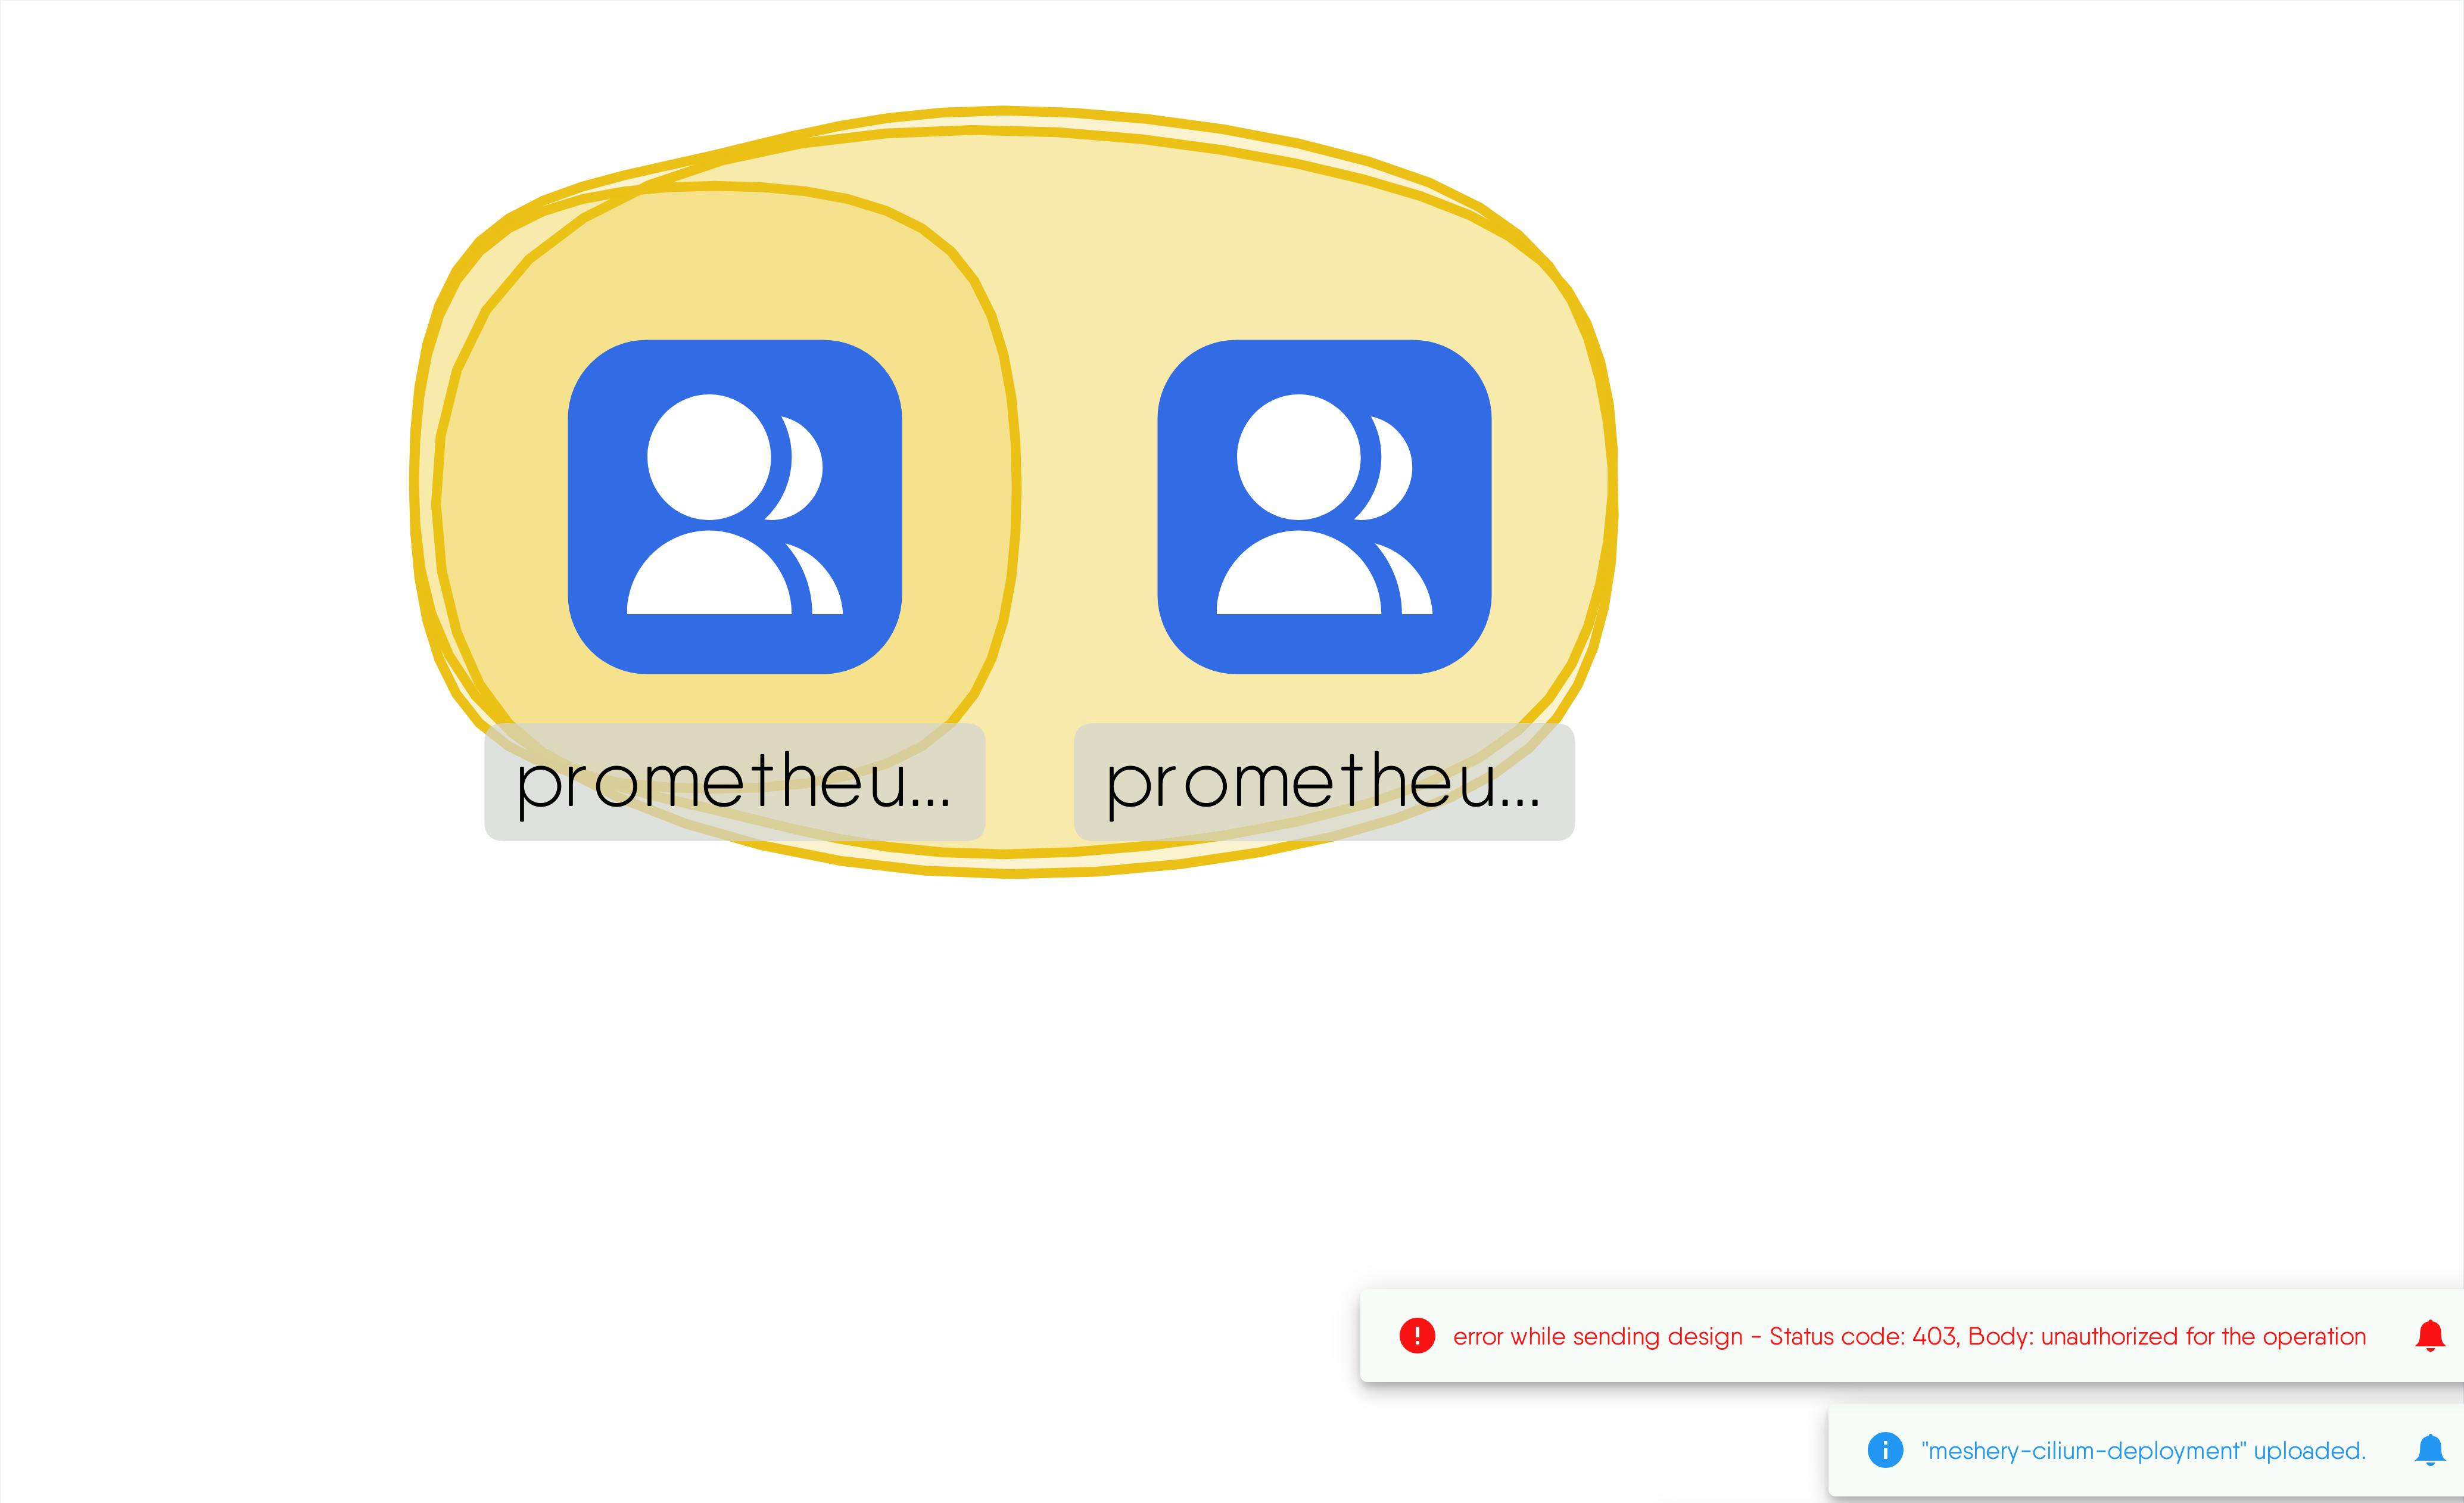 prometheu...
prometheu...
error while sending design - Status code: 403, Body: unauthorized for the operation
"meshery-cilium-deployment" uploaded.